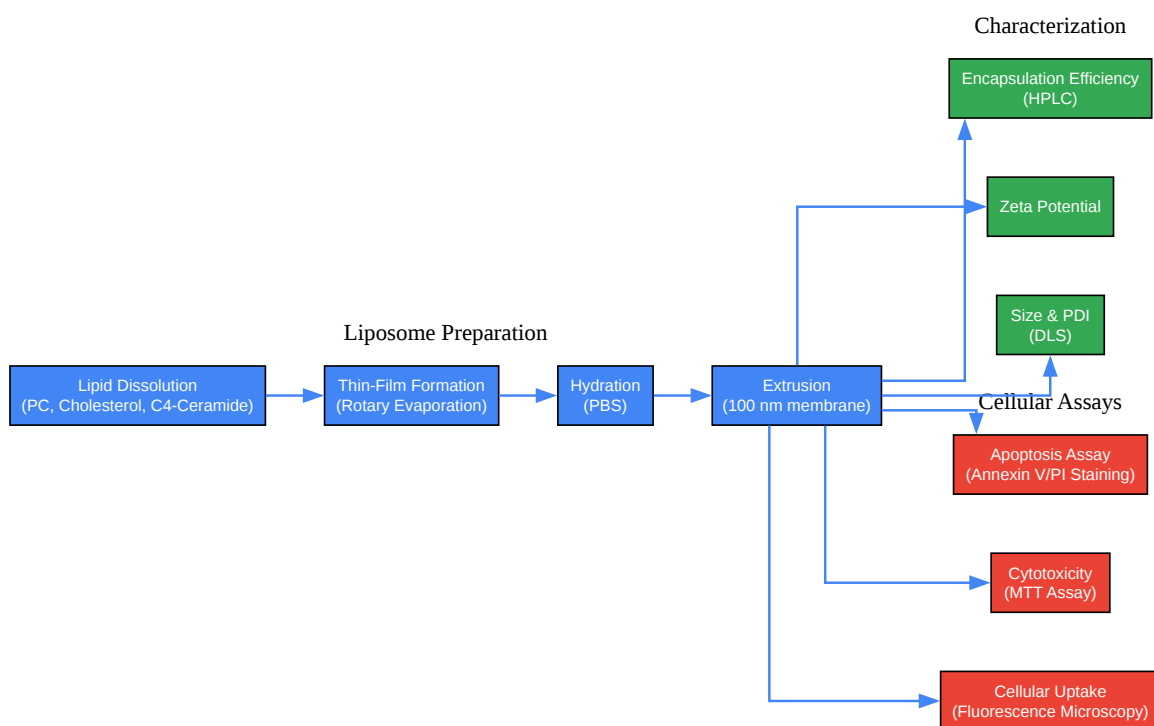 Characterization
Encapsulation Efficiency
(HPLC)
Zeta Potential
Size & PDI
(DLS)
Liposome Preparation
Lipid Dissolution
(PC, Cholesterol, C4-Ceramide)
Thin-Film Formation
(Rotary Evaporation)
Hydration
(PBS)
Extrusion
(100 nm membrane)
Cellular Assays
Apoptosis Assay
(Annexin V/PI Staining)
Cytotoxicity
(MTT Assay)
Cellular Uptake
(Fluorescence Microscopy)